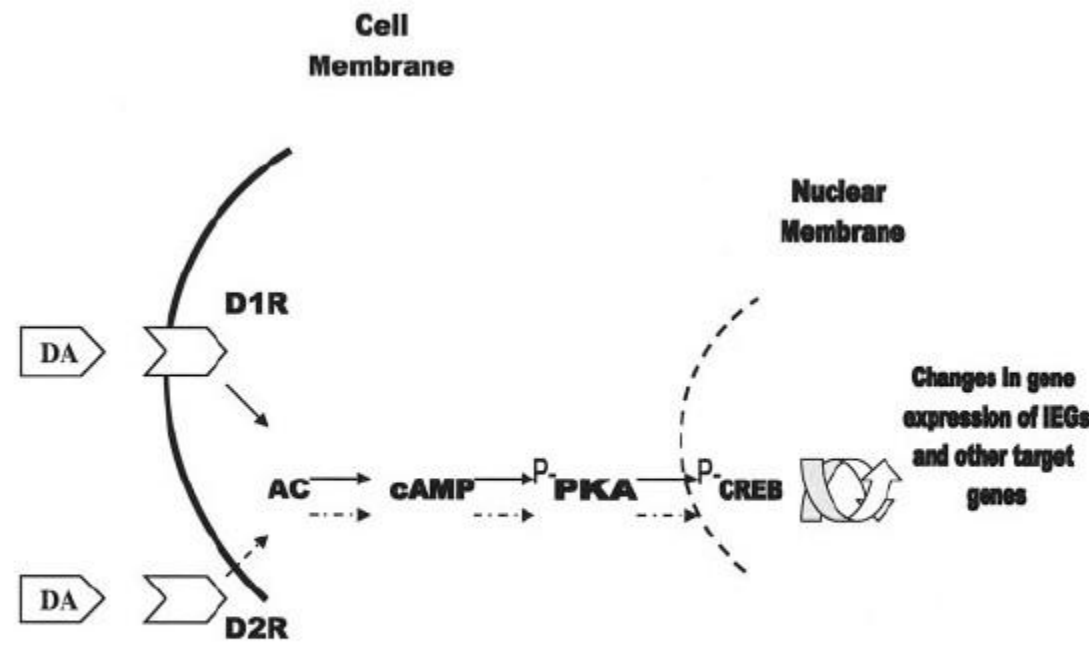 Cell
Membrane
Nuclear
Membrane
D1R
DA
Changes in gene
expression of IEGs
and other target
genes
AC
cAMP
P-PKA
P-CREB
DA
D2R